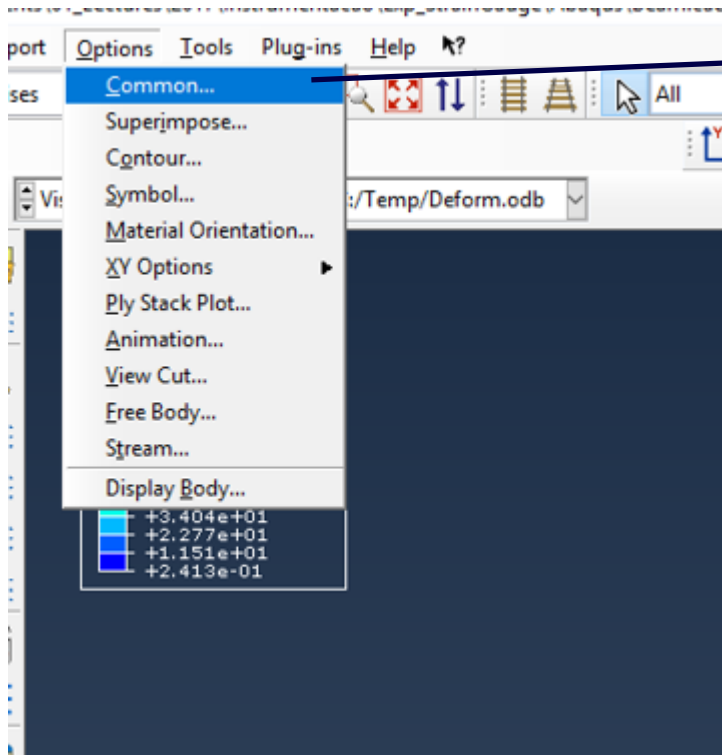 port Options Tools Plug-ins Help
ses Common... All
Superimpose...
Contour...
Symbol... :/Temp/Deform.odb
Material Orientation...
XY Options
Ply Stack Plot...
Animation...
View Cut...
Free Body...
Stream...
Display Body...
+3.404e+01
+2.277e+01
+1.151e+01
+2.413e-01